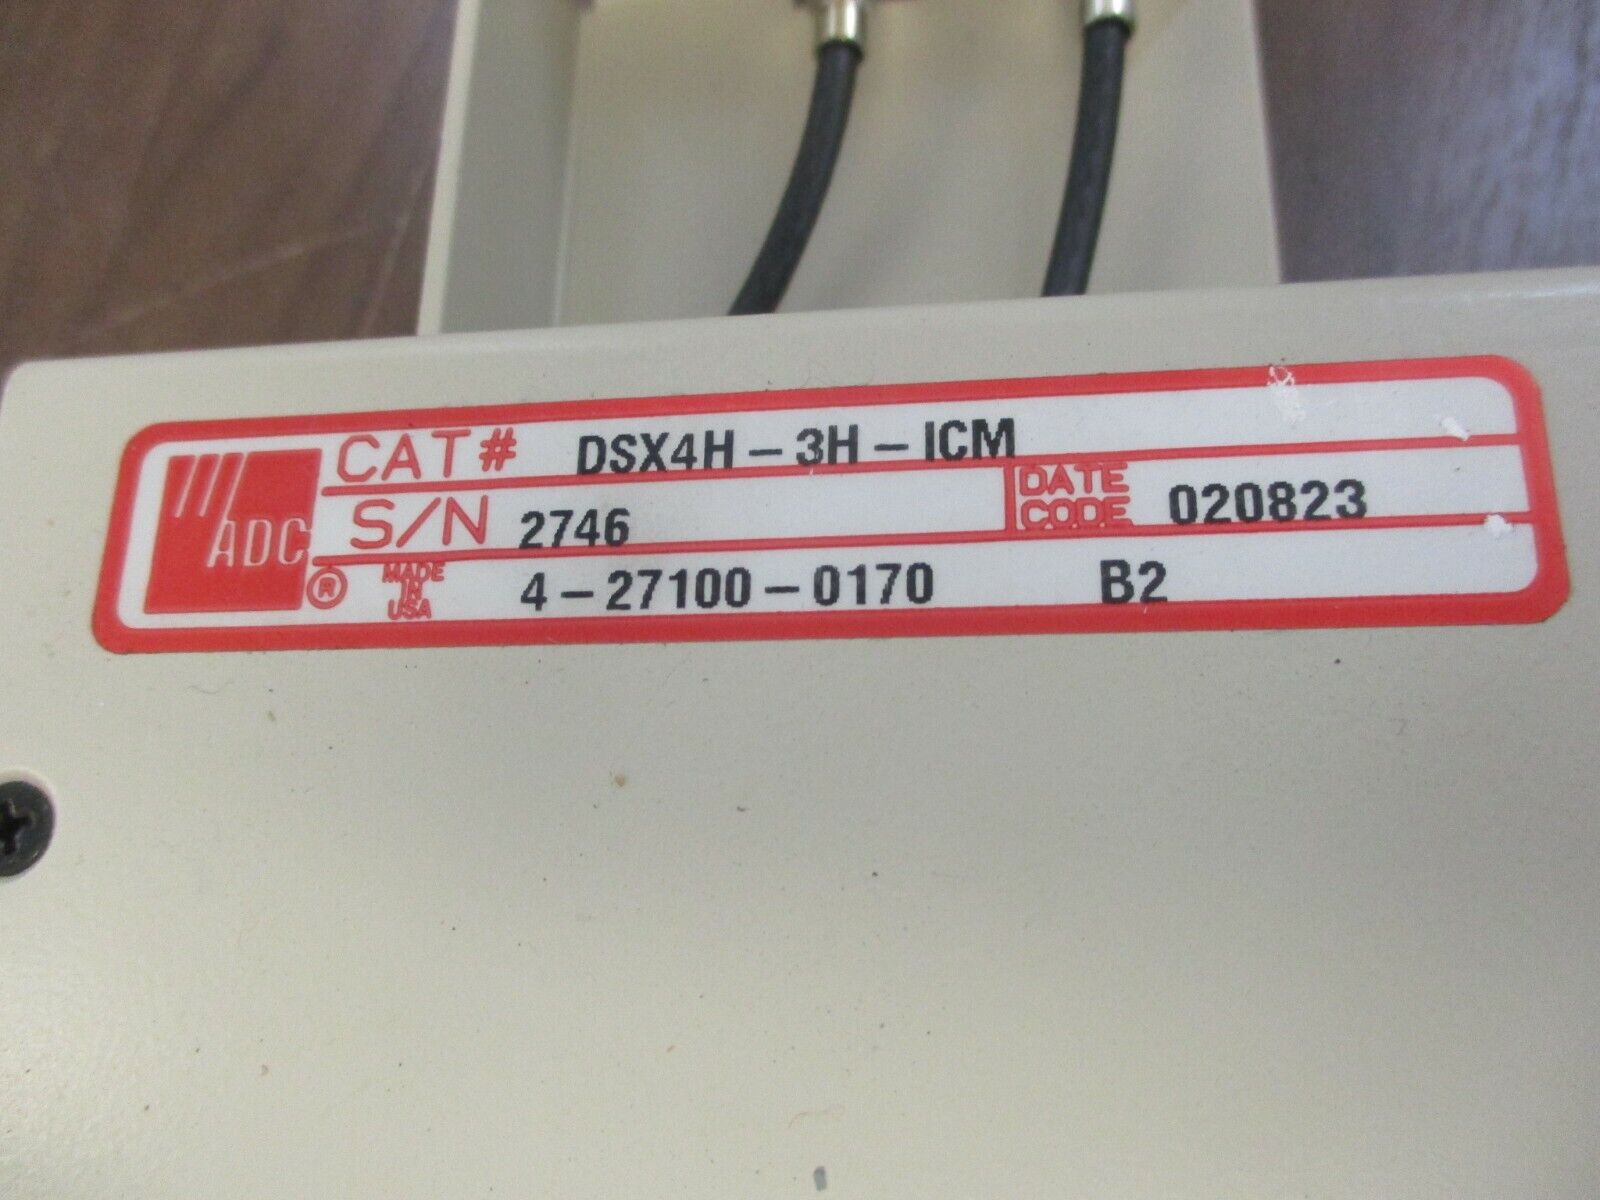 ADC
®
CAT# DSX4H-3H-ICM
S/N 2746
DATE CODE 020823
MADE IN USA
4-27100-0170 B2